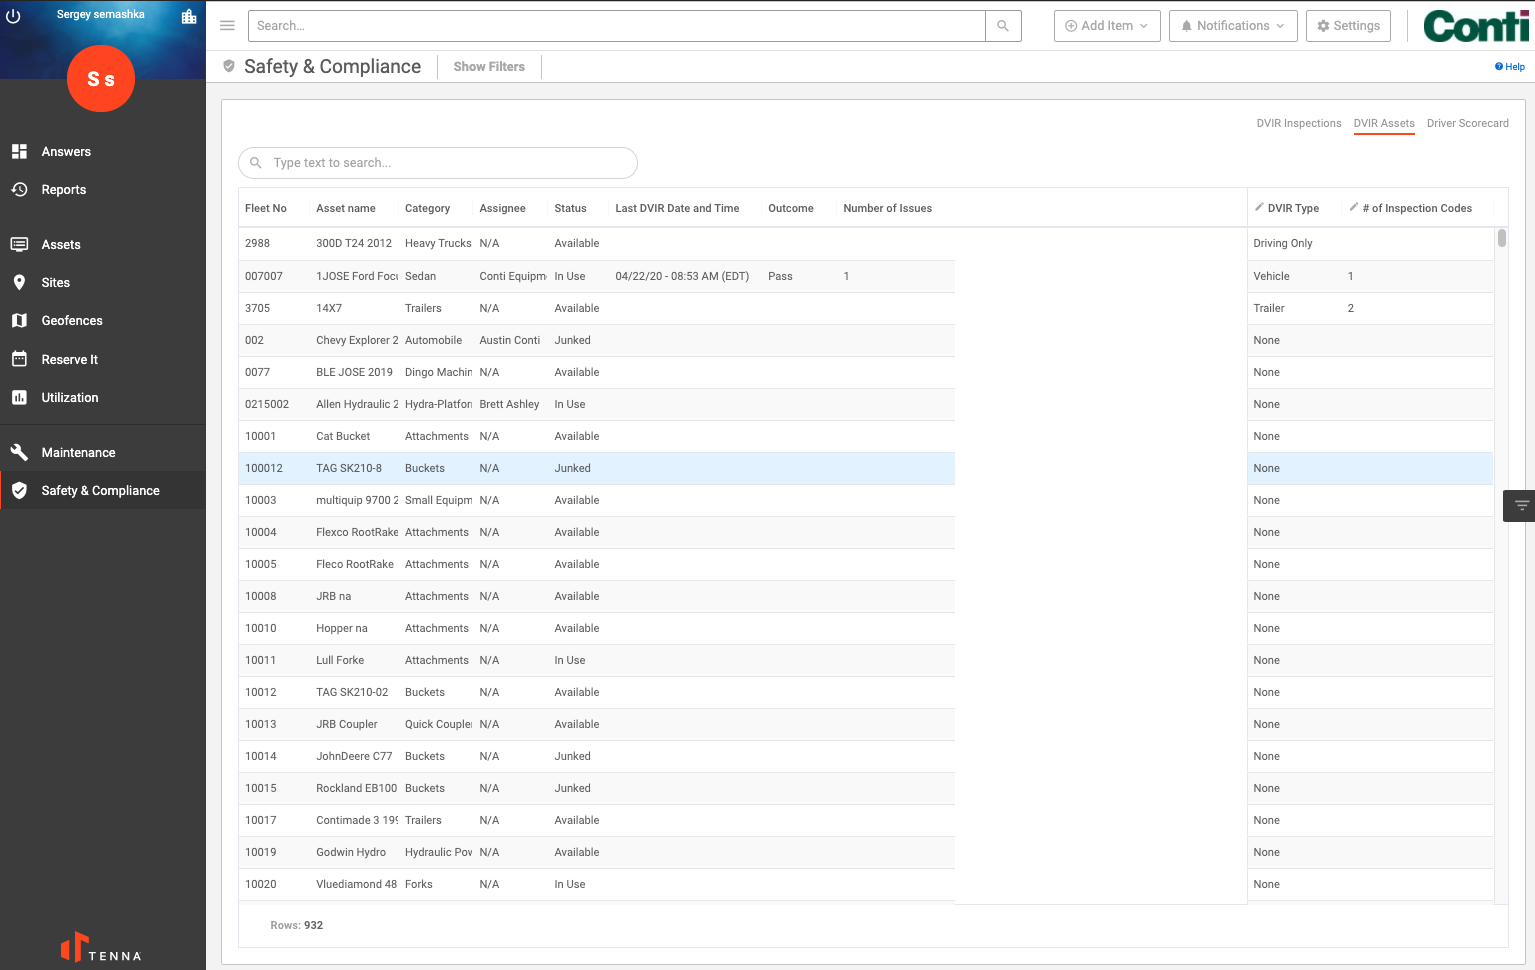 Sergey semashka
S s
Answers
Reports
Assets
Sites
Geofences
Reserve It
Utilization
Maintenance
Safety & Compliance
TENNA
Search...
Add Item
Notifications
Settings
Conti
Safety & Compliance
Show Filters
Help
DVIR Inspections DVIR Assets Driver Scorecard
Type text to search...
Fleet No Asset name Category Assignee Status Last DVIR Date and Time Outcome Number of Issues DVIR Type # of Inspection Codes
2988 300D T24 2012 Heavy Trucks N/A Available Driving Only
007007 1JOSE Ford Focu Sedan Conti Equipm In Use 04/22/20 - 08:53 AM (EDT) Pass 1 Vehicle 1
3705 14X7 Trailers N/A Available Trailer 2
002 Chevy Explorer 2 Automobile Austin Conti Junked None
0077 BLE JOSE 2019 Dingo Machin N/A Available None
0215002 Allen Hydraulic 2 Hydra-Platforn Brett Ashley In Use None
10001 Cat Bucket Attachments N/A Available None
100012 TAG SK210-8 Buckets N/A Junked None
10003 multiquip 9700 2 Small Equipm N/A Available None
10004 Flexco RootRake Attachments N/A Available None
10005 Fleco RootRake Attachments N/A Available None
10008 JRB na Attachments N/A Available None
10010 Hopper na Attachments N/A Available None
10011 Lull Forke Attachments N/A In Use None
10012 TAG SK210-02 Buckets N/A Available None
10013 JRB Coupler Quick Coupler N/A Available None
10014 JohnDeere C77 Buckets N/A Junked None
10015 Rockland EB100 Buckets N/A Junked None
10017 Contimade 3 199 Trailers N/A Available None
10019 Godwin Hydro Hydraulic Pow N/A Available None
10020 Vluediamond 48 Forks N/A In Use None
Rows: 932